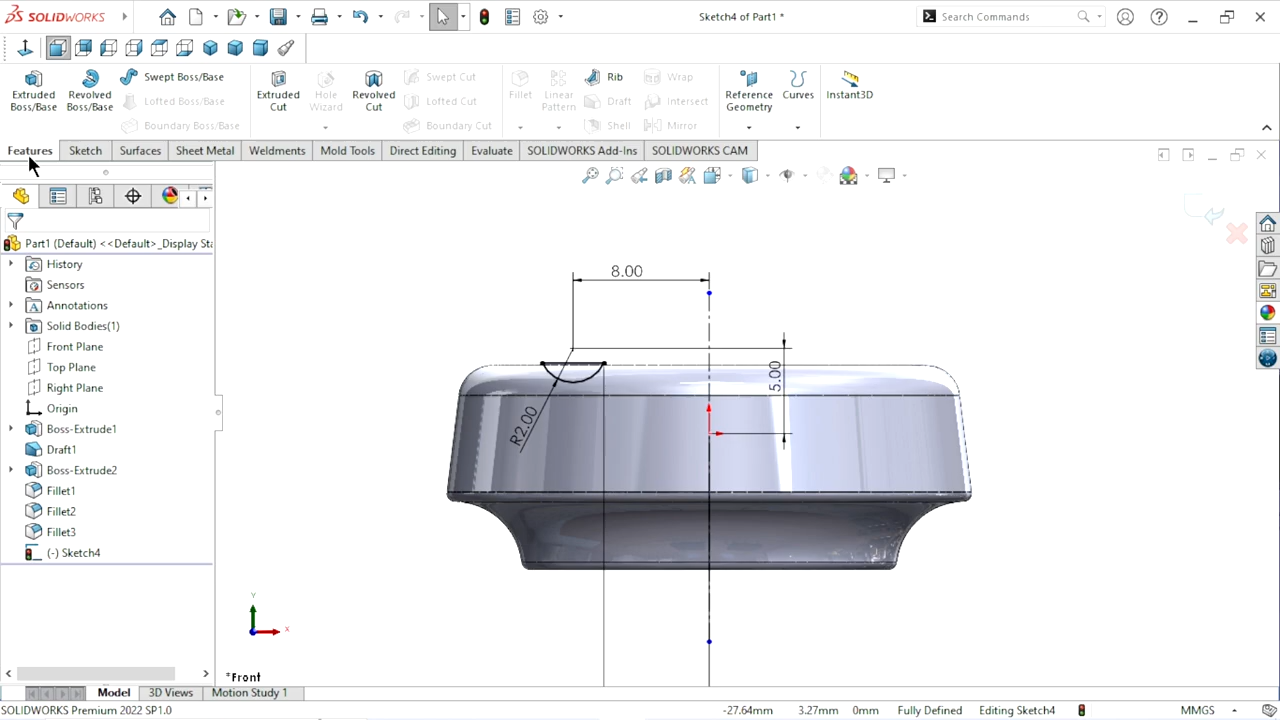 SOLIDWORKS
Sketch4 of Part1 *
Search Commands
Extruded Boss/Base
Revolved Boss/Base
Swept Boss/Base
Lofted Boss/Base
Boundary Boss/Base
Extruded Cut
Hole Wizard
Revolved Cut
Swept Cut
Lofted Cut
Boundary Cut
Fillet
Linear Pattern
Rib
Draft
Shell
Wrap
Intersect
Mirror
Reference Geometry
Curves
Instant3D
Features Sketch Surfaces Sheet Metal Weldments Mold Tools Direct Editing Evaluate SOLIDWORKS Add-Ins SOLIDWORKS CAM
Part1 (Default) <<Default>_Display Sta
History
Sensors
Annotations
Solid Bodies(1)
Front Plane
Top Plane
Right Plane
Origin
Boss-Extrude1
Draft1
Boss-Extrude2
Fillet1
Fillet2
Fillet3
(-) Sketch4
8.00
5.00
R2.00
Y
X
*Front
Model 3D Views Motion Study 1
SOLIDWORKS Premium 2022 SP1.0 -27.64mm 3.27mm 0mm Fully Defined Editing Sketch4 MMGS